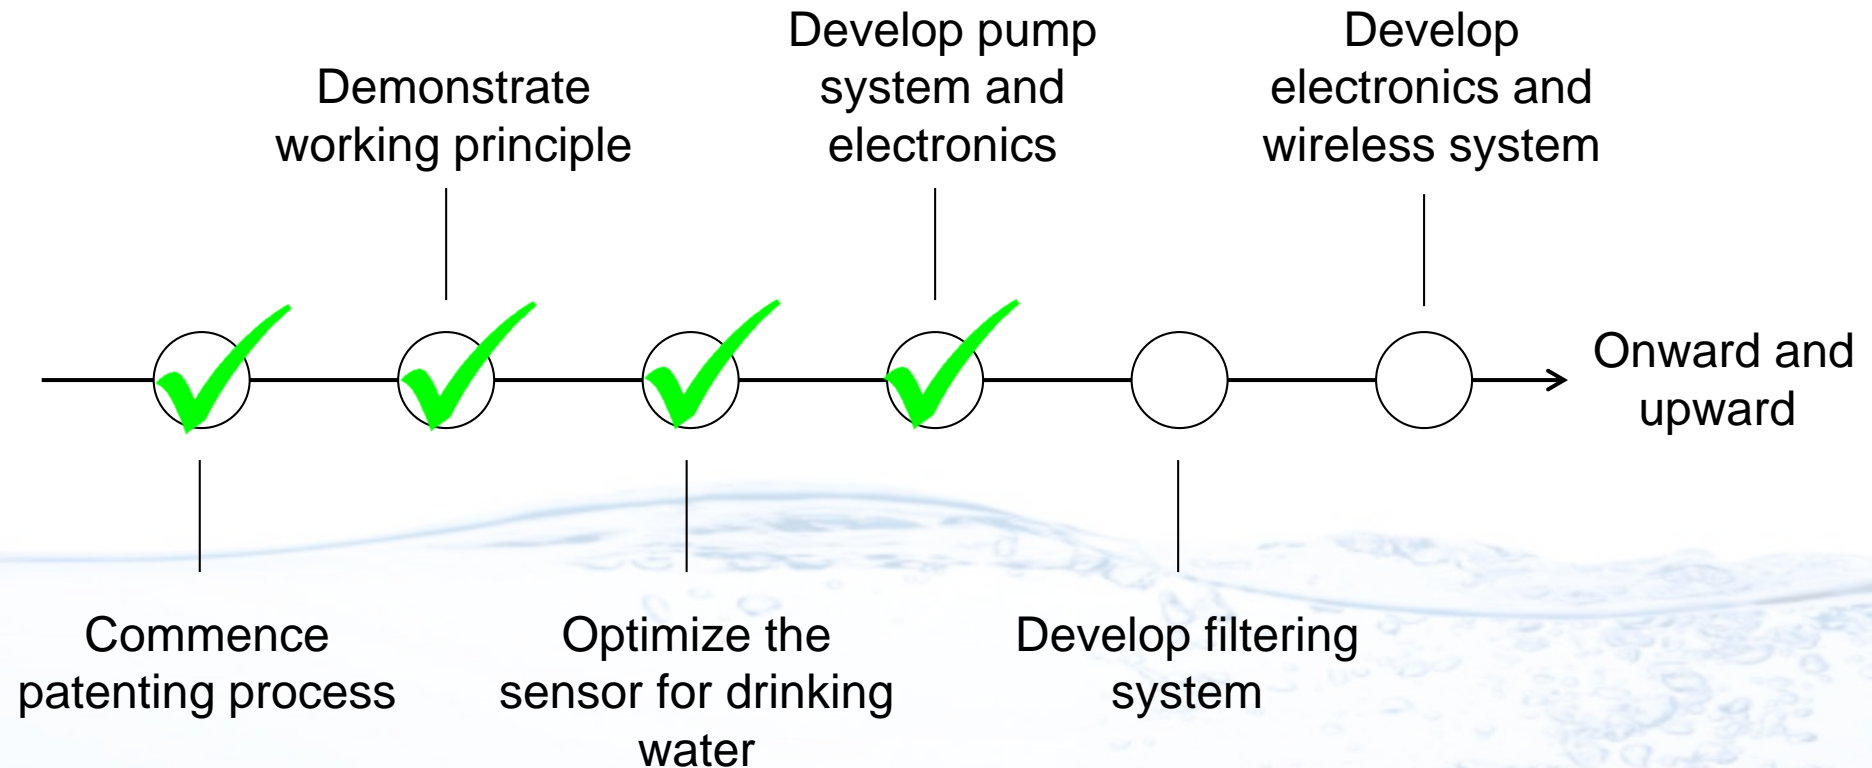 Develop pump
system and
electronics
Develop
electronics and
wireless system
Demonstrate
working principle
Onward and
upward
Commence
patenting process
Optimize the
sensor for drinking
water
Develop filtering
system